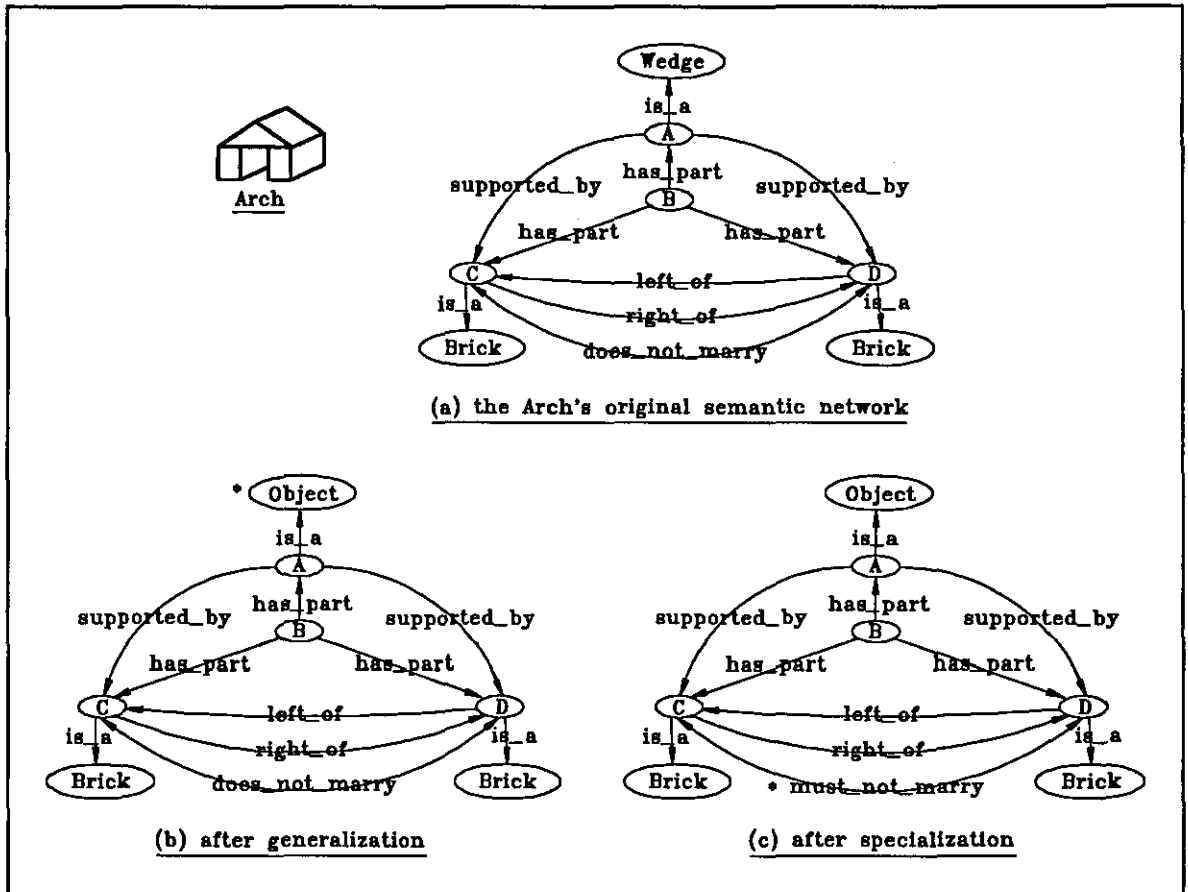 Wedge
is_a
A
has_part
supported_by
supported_by
B
has_part
has_part
C
D
left_of
is_a
is_a
right_of
Brick
does_not_marry
Brick
Arch
(a) the Arch's original semantic network
* Object
is_a
A
has_part
supported_by
supported_by
B
has_part
has_part
C
D
left_of
is_a
is_a
right_of
Brick
does_not_marry
Brick
(b) after generalization
Object
is_a
A
has_part
supported_by
supported_by
B
has_part
has_part
C
D
left_of
is_a
is_a
right_of
Brick
* must_not_marry
Brick
(c) after specialization